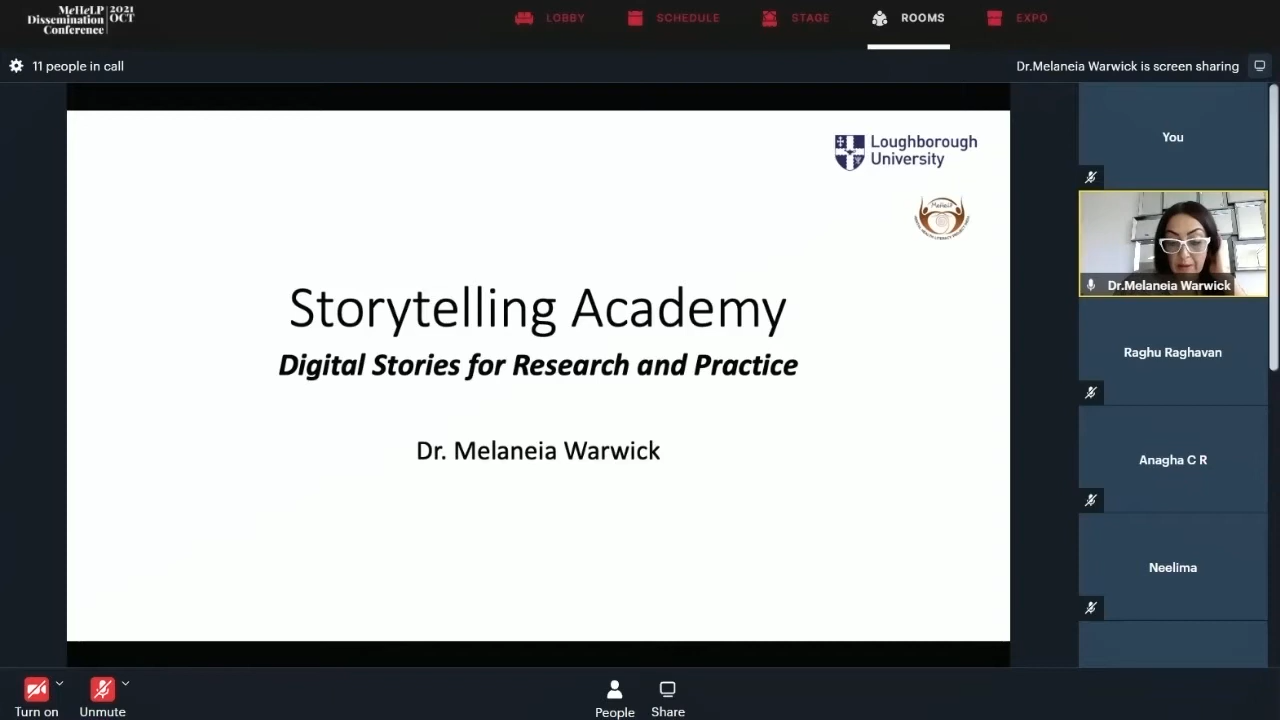 MeHeLP
Dissemination
Conference
2021
OCT
LOBBY
SCHEDULE
STAGE
ROOMS
EXPO
11 people in call
Dr.Melaneia Warwick is screen sharing
Loughborough
University
MeHeLP
Storytelling Academy
Digital Stories for Research and Practice
Dr. Melaneia Warwick
You
Dr.Melaneia Warwick
Raghu Raghavan
Anagha C R
Neelima
Turn on
Unmute
People
Share